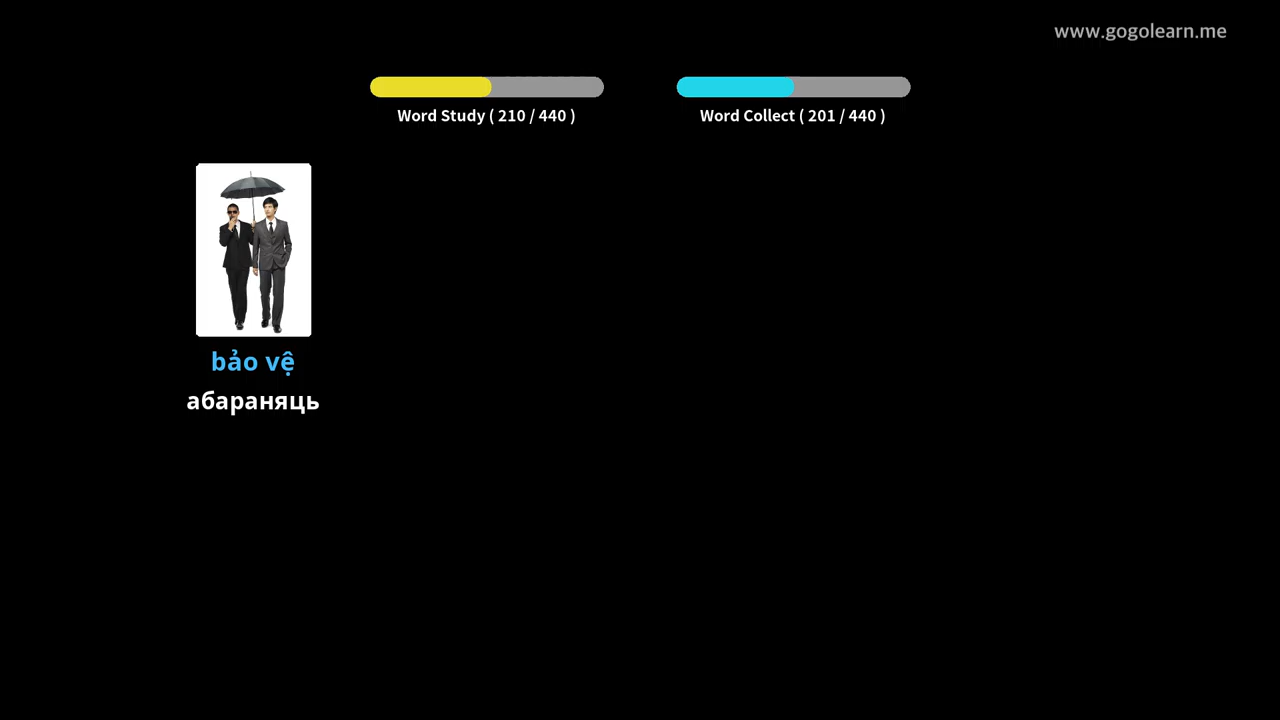 www.gogolearn.me
Word Study ( 210 / 440 )
Word Collect ( 201 / 440 )
bảo vệ
абараняць